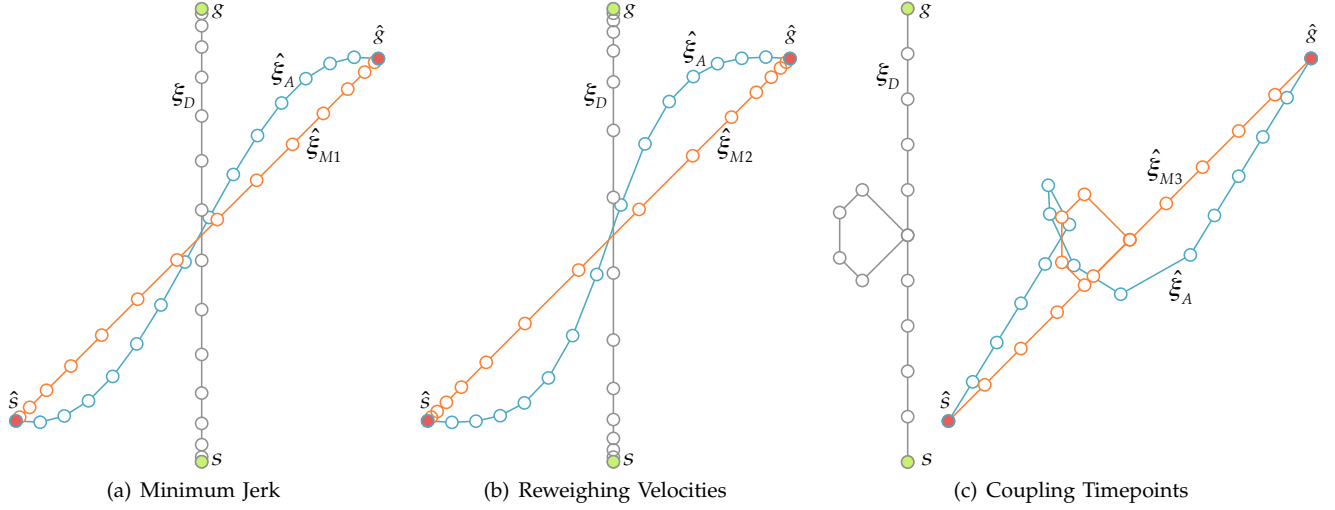 g
ĝ
ξ̂_A
ξ_D
ξ̂_M1
ŝ
s
(a) Minimum Jerk
g
ĝ
ξ̂_A
ξ_D
ξ̂_M2
ŝ
s
(b) Reweighing Velocities
g
ĝ
ξ_D
ξ̂_M3
ξ̂_A
ŝ
s
(c) Coupling Timepoints